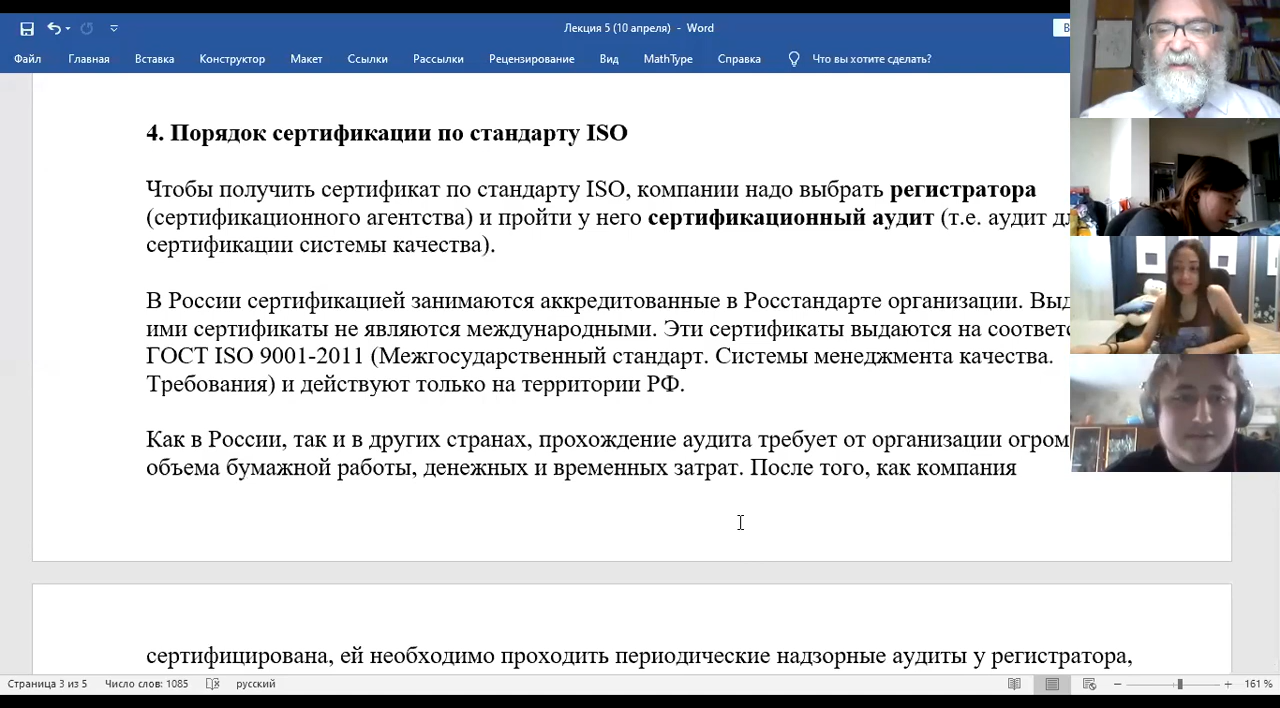 Лекция 5 (10 апреля) - Word
Файл Главная Вставка Конструктор Макет Ссылки Рассылки Рецензирование Вид MathType Справка Что вы хотите сделать?
4. Порядок сертификации по стандарту ISO
Чтобы получить сертификат по стандарту ISO, компании надо выбрать регистратора
(сертификационного агентства) и пройти у него сертификационный аудит (т.е. аудит
сертификации системы качества).
В России сертификацией занимаются аккредитованные в Росстандарте организации.
ими сертификаты не являются международными. Эти сертификаты выдаются на
ГОСТ ISO 9001-2011 (Межгосударственный стандарт. Системы менеджмента качества.
Требования) и действуют только на территории РФ.
Как в России, так и в других странах, прохождение аудита требует от организации
объема бумажной работы, денежных и временных затрат. После того, как компания
сертифицирована, ей необходимо проходить периодические надзорные аудиты у регистратора,
Страница 3 из 5 Число слов: 1085 русский 161 %